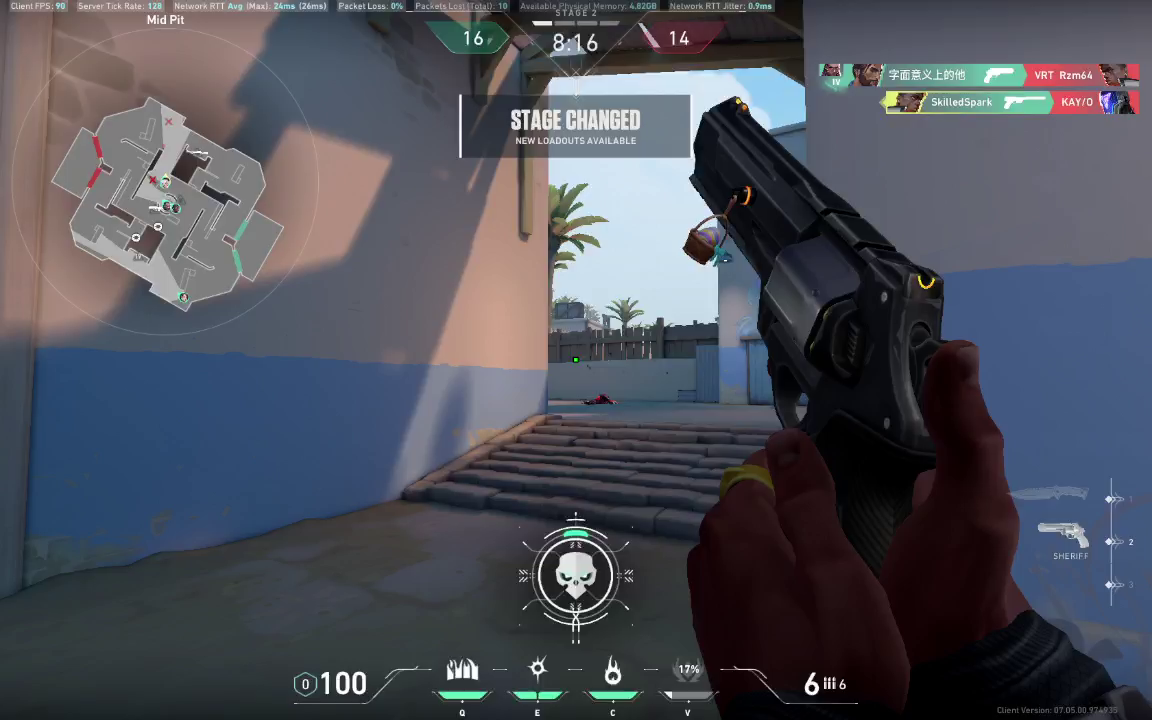 Client FPS: 90 Server Tick Rate: 128 Network RTT Avg (Max): 24ms (26ms) Packet Loss: 0% Packets Lost (Total): 10 Available Physical Memory: 4.82GB Network RTT Jitter: 0.9ms
Mid Pit
STAGE 2
16 8:16 14
字面意义上的他 VRT Rzm64
IV
SkilledSpark KAY/O
STAGE CHANGED
NEW LOADOUTS AVAILABLE
1
2
SHERIFF
3
0 100
17%
6 6
Q E C V
Client Version: 07.05.00.974935